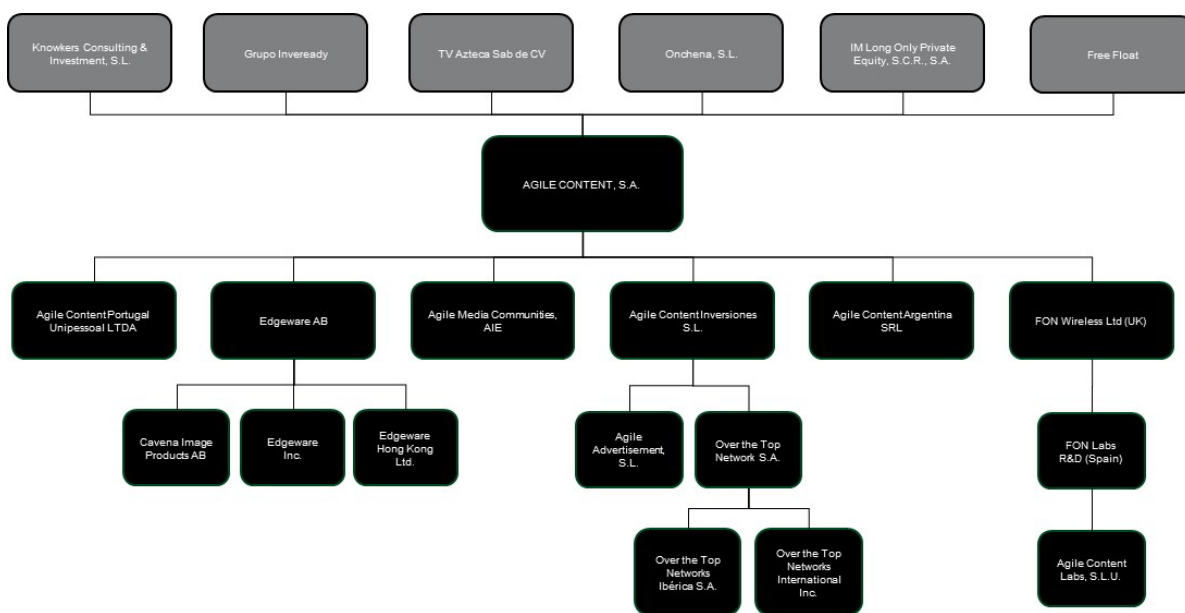 Knowkers Consulting &
Investment, S.L.
Grupo Inveready
TV Azteca Sab de CV
Onchena, S.L.
IM Long Only Private
Equity, S.C.R., S.A.
Free Float
AGILE CONTENT, S.A.
Agile Content Portugal
Unipessoal LTDA
Edgeware AB
Agile Media Communities,
AIE
Agile Content Inversiones
S.L.
Agile Content Argentina
SRL
FON Wireless Ltd (UK)
Cavena Image
Products AB
Edgeware
Inc.
Edgeware
Hong Kong
Ltd.
Agile
Advertisement,
S.L.
Over the Top
Network S.A.
FON Labs
R&D (Spain)
Over the Top
Networks
Ibérica S.A.
Over the Top
Networks
International
Inc.
Agile Content
Labs, S.L.U.